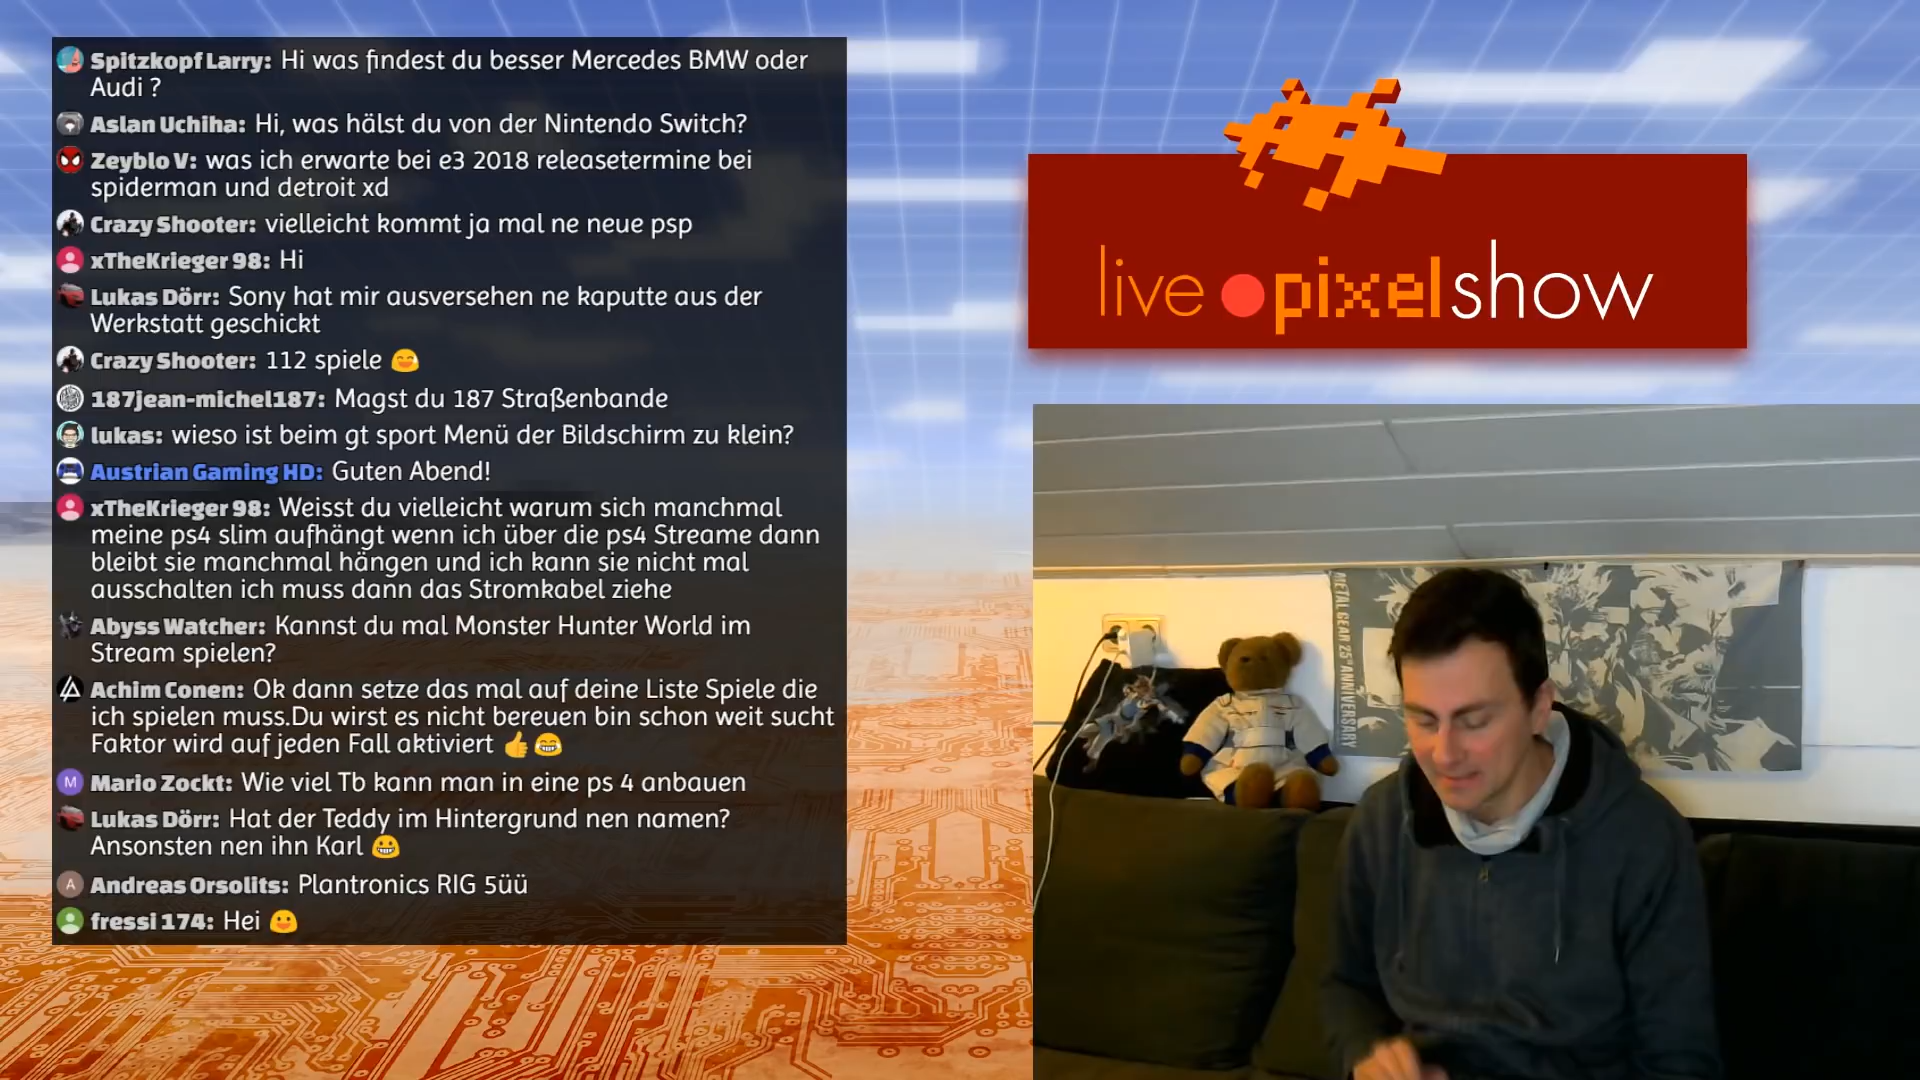 Spitzkopf Larry: Hi was findest du besser Mercedes BMW oder
Audi ?
Aslan Uchiha: Hi, was hälst du von der Nintendo Switch?
Zeyblo V: was ich erwarte bei e3 2018 releasetermine bei
spiderman und detroit xd
Crazy Shooter: vielleicht kommt ja mal ne neue psp
xTheKrieger 98: Hi
Lukas Dörr: Sony hat mir ausversehen ne kaputte aus der
Werkstatt geschickt
Crazy Shooter: 112 spiele 😅
187jean-michel187: Magst du 187 Straßenbande
lukas: wieso ist beim gt sport Menü der Bildschirm zu klein?
Austrian Gaming HD: Guten Abend!
xTheKrieger 98: Weisst du vielleicht warum sich manchmal
meine ps4 slim aufhängt wenn ich über die ps4 Streame dann
bleibt sie manchmal hängen und ich kann sie nicht mal
ausschalten ich muss dann das Stromkabel ziehe
Abyss Watcher: Kannst du mal Monster Hunter World im
Stream spielen?
Achim Conen: Ok dann setze das mal auf deine Liste Spiele die
ich spielen muss.Du wirst es nicht bereuen bin schon weit sucht
Faktor wird auf jeden Fall aktiviert 👍😂
M Mario Zockt: Wie viel Tb kann man in eine ps 4 anbauen
Lukas Dörr: Hat der Teddy im Hintergrund nen namen?
Ansonsten nen ihn Karl 😀
A Andreas Orsolits: Plantronics RIG 5üü
fressi 174: Hei 😛
live pixelshow
METAL GEAR 25th ANNIVERSARY